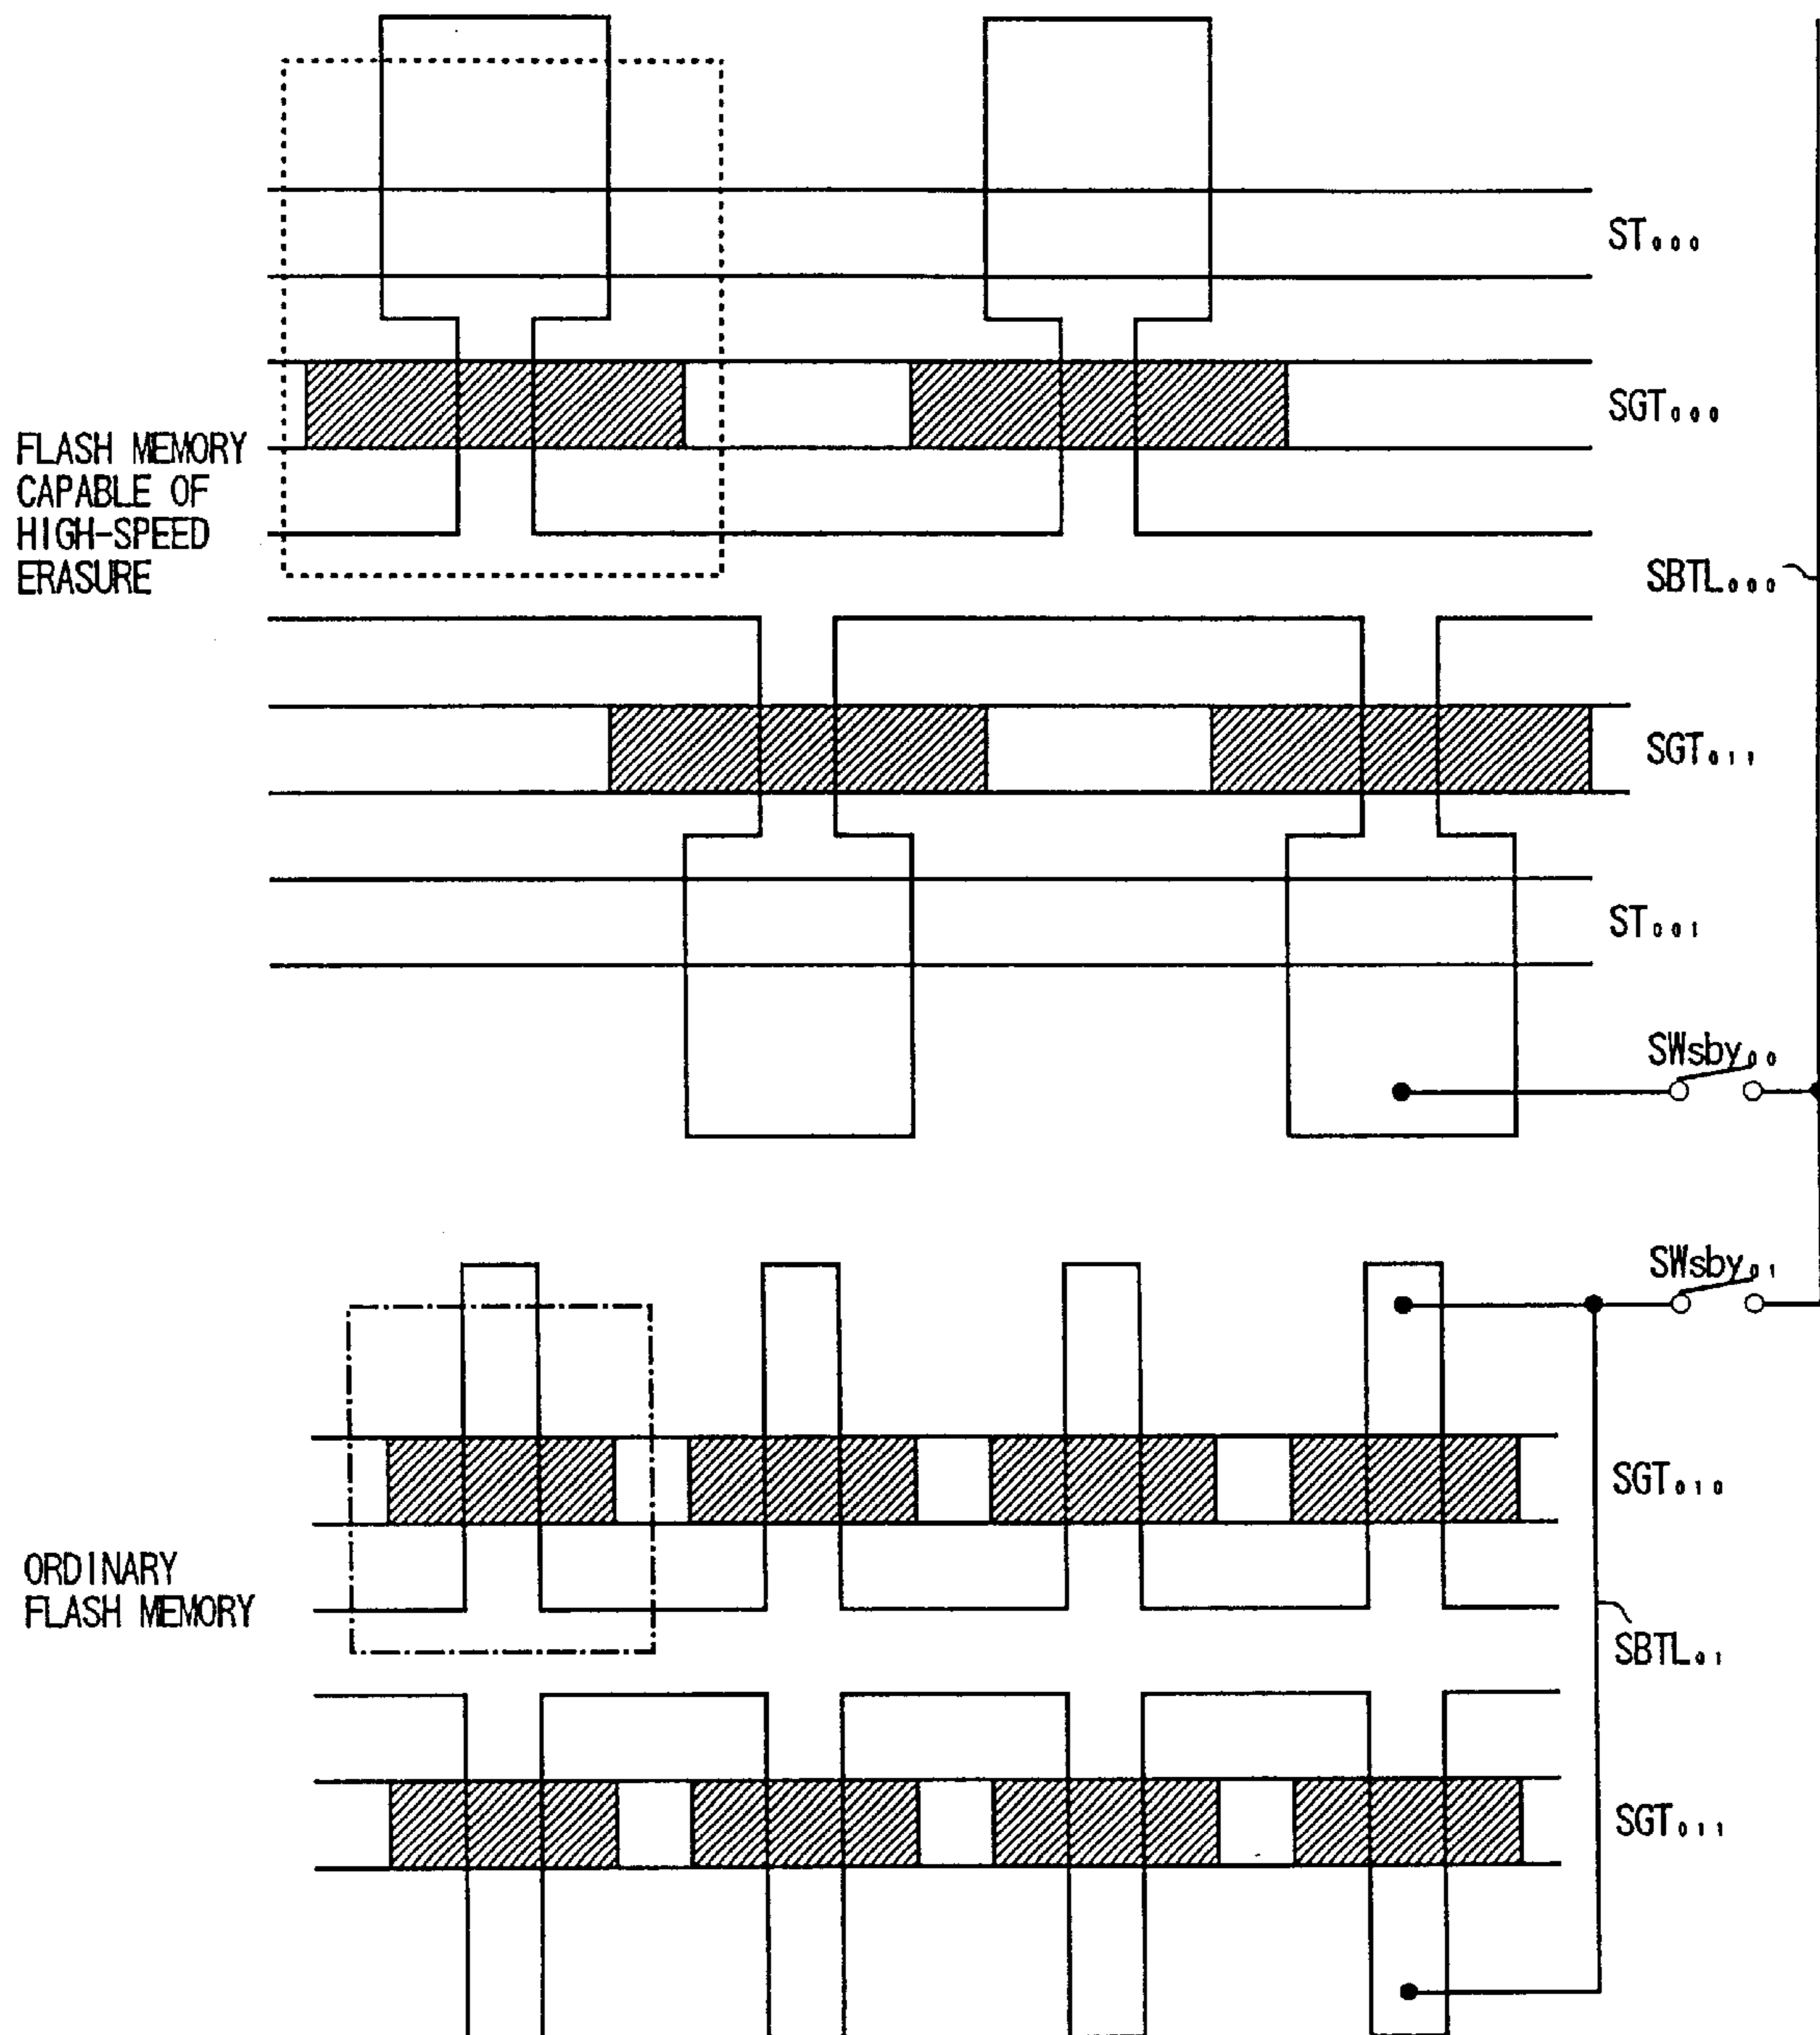 ST₀₀₀
SGT₀₀₀
FLASH MEMORY
CAPABLE OF
HIGH-SPEED
ERASURE
SBTL₀₀₀
SGT₀₁₁
ST₀₀₁
SWsby₀₀
SWsby₀₁
SGT₀₁₀
ORDINARY
FLASH MEMORY
SBTL₀₁
SGT₀₁₁